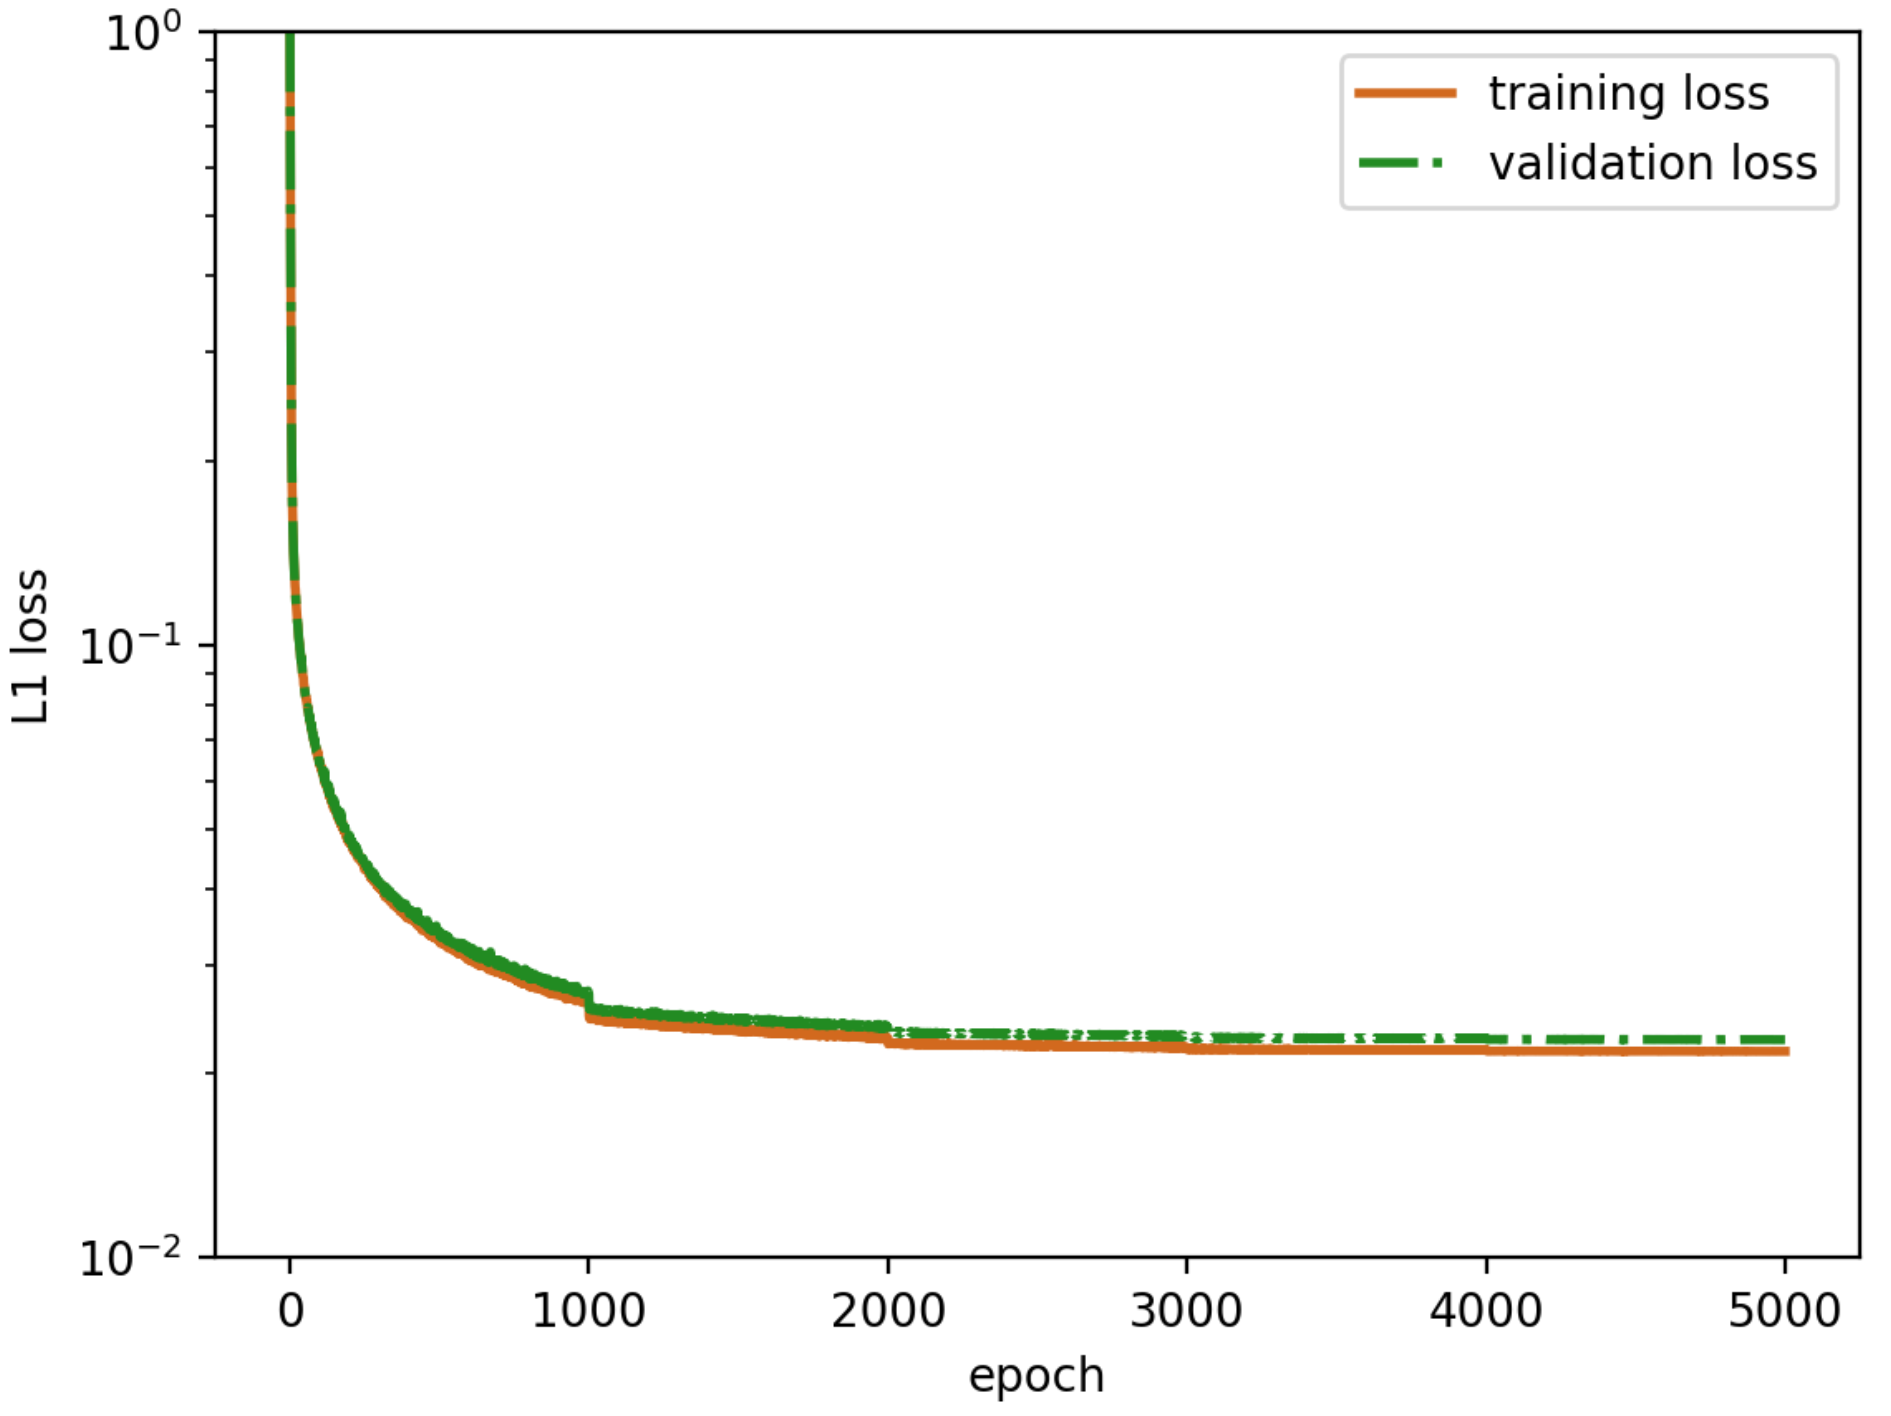 10⁰
training loss
validation loss
L1 loss
10⁻¹
10⁻²
0 1000 2000 3000 4000 5000
epoch